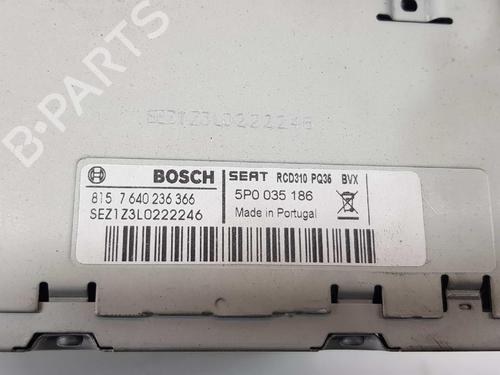 SEZ1Z3L0222246
BOSCH
SEAT RCD310 PQ35 BVX
815 7 640 236 366
5P0 035 186
SEZ1Z3L0222246
Made in Portugal
B-PARTS